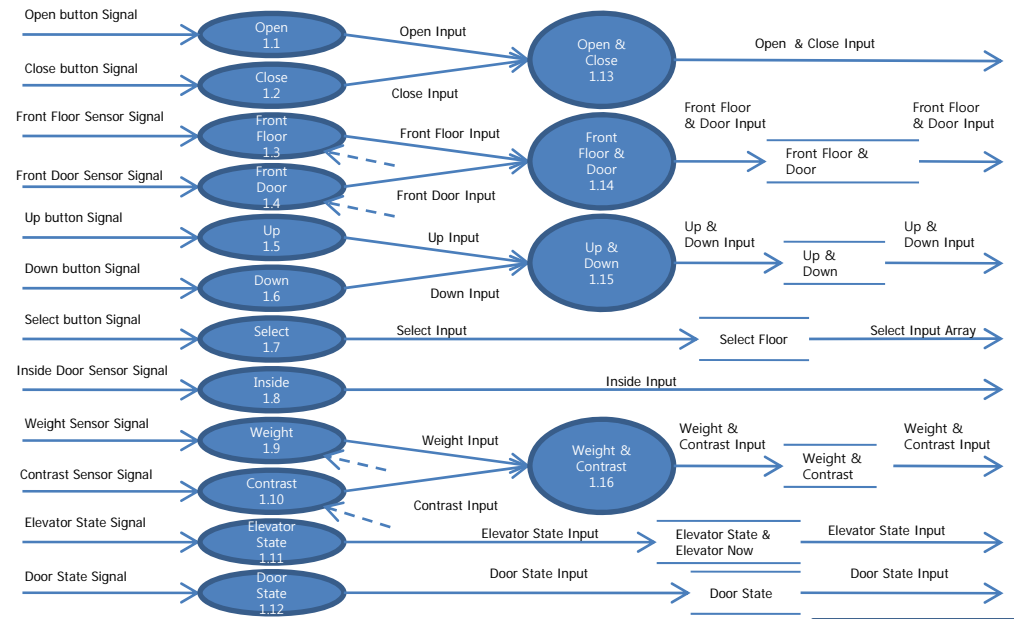 Open button Signal
Open
1.1
Open Input
Close button Signal
Close
1.2
Close Input
Open &
Close
1.13
Open & Close Input
Front Floor Sensor Signal
Front
Floor
1.3
Front Floor Input
Front Door Sensor Signal
Front
Door
1.4
Front Door Input
Front
Floor &
Door
1.14
Front Floor
& Door Input
Front Floor &
Door
Front Floor
& Door Input
Up button Signal
Up
1.5
Up Input
Down button Signal
Down
1.6
Down Input
Up &
Down
1.15
Up &
Down Input
Up &
Down
Up &
Down Input
Select button Signal
Select
1.7
Select Input
Select Floor
Select Input Array
Inside Door Sensor Signal
Inside
1.8
Inside Input
Weight Sensor Signal
Weight
1.9
Weight Input
Contrast Sensor Signal
Contrast
1.10
Contrast Input
Weight &
Contrast
1.16
Weight &
Contrast Input
Weight &
Contrast
Weight &
Contrast Input
Elevator State Signal
Elevator
State
1.11
Elevator State Input
Elevator State &
Elevator Now
Elevator State Input
Door State Signal
Door
State
1.12
Door State Input
Door State
Door State Input